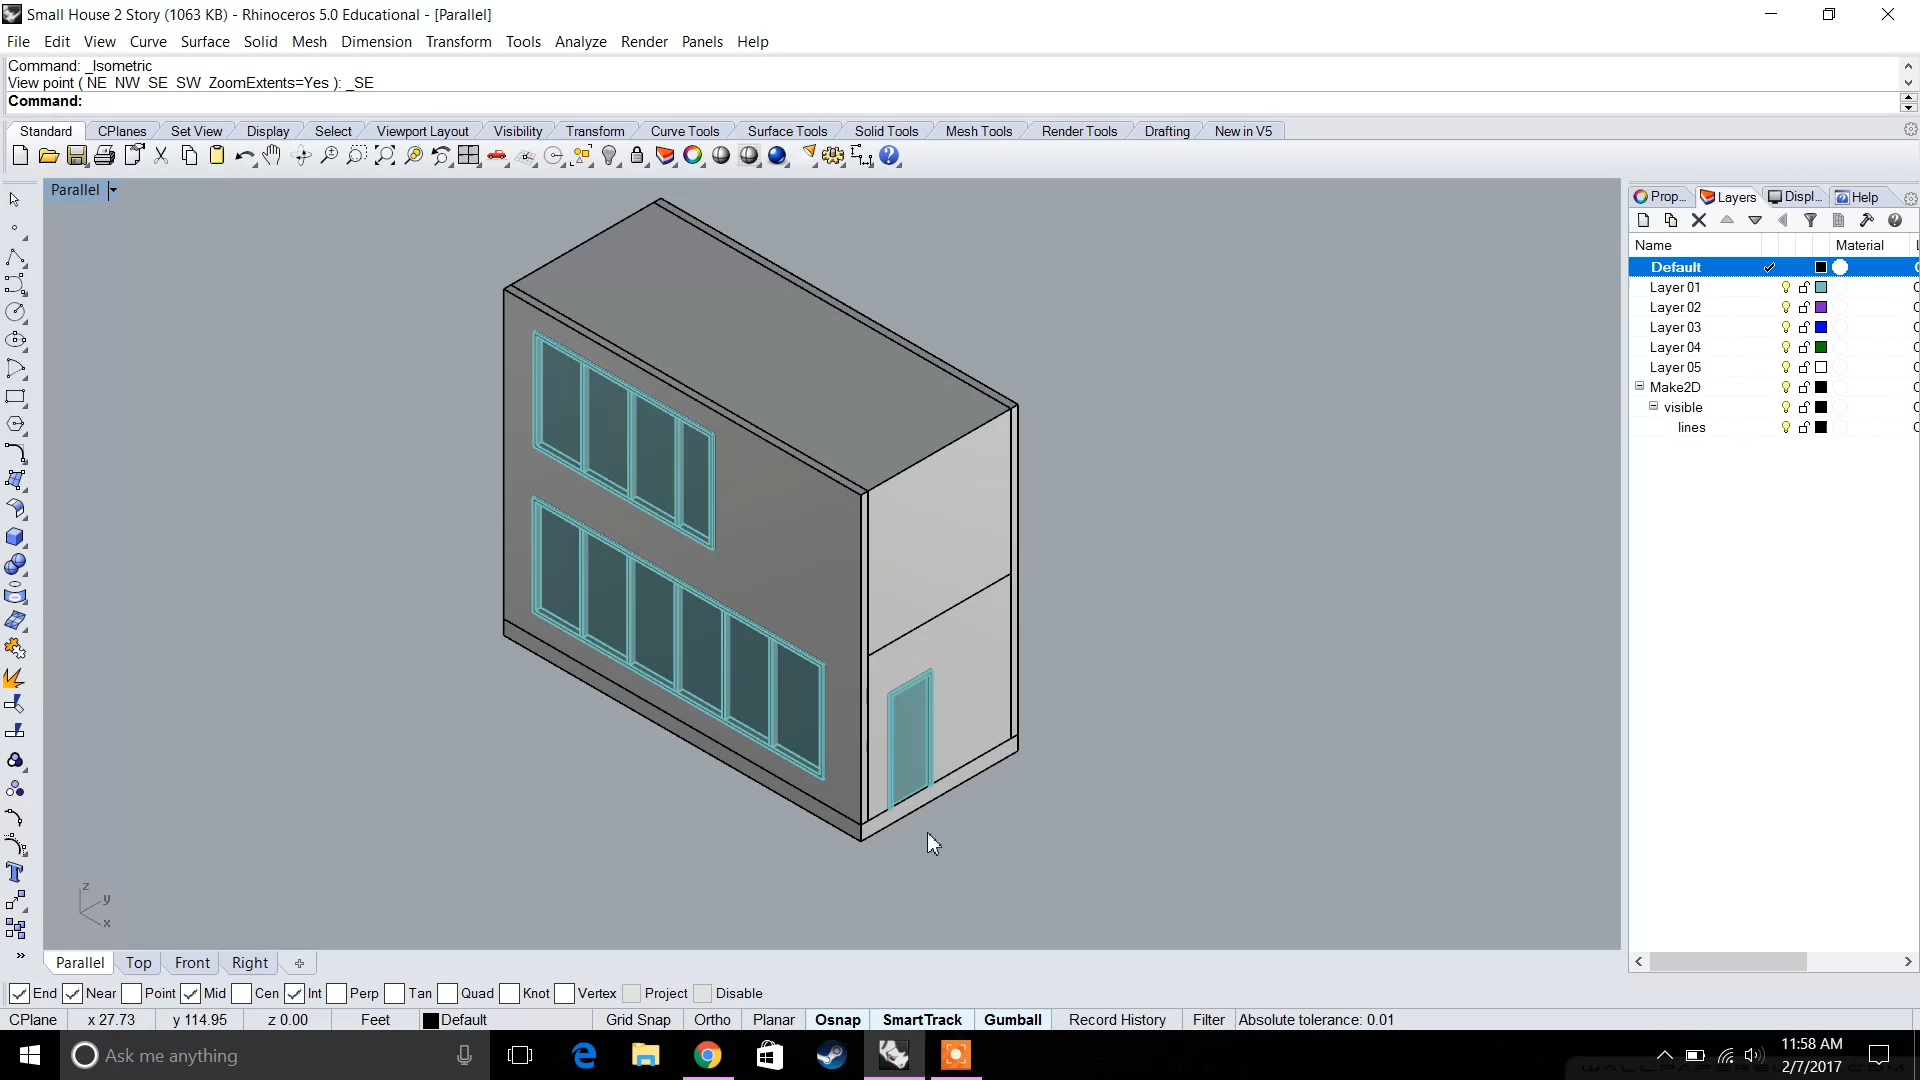 Small House 2 Story (1063 KB) - Rhinoceros 5.0 Educational - [Parallel]
File Edit View Curve Surface Solid Mesh Dimension Transform Tools Analyze Render Panels Help
Command: _Isometric
View point ( NE NW SE SW ZoomExtents=Yes ): _SE
Command:
Standard CPlanes Set View Display Select Viewport Layout Visibility Transform Curve Tools Surface Tools Solid Tools Mesh Tools Render Tools Drafting New in V5
Parallel
Prop... Layers Displ... Help
Name Material
Default
Layer 01
Layer 02
Layer 03
Layer 04
Layer 05
Make2D
visible
lines
z
y
x
Parallel Top Front Right
End Near Point Mid Cen Int Perp Tan Quad Knot Vertex Project Disable
CPlane x 27.73 y 114.95 z 0.00 Feet Default Grid Snap Ortho Planar Osnap SmartTrack Gumball Record History Filter Absolute tolerance: 0.01
Ask me anything
11:58 AM
2/7/2017